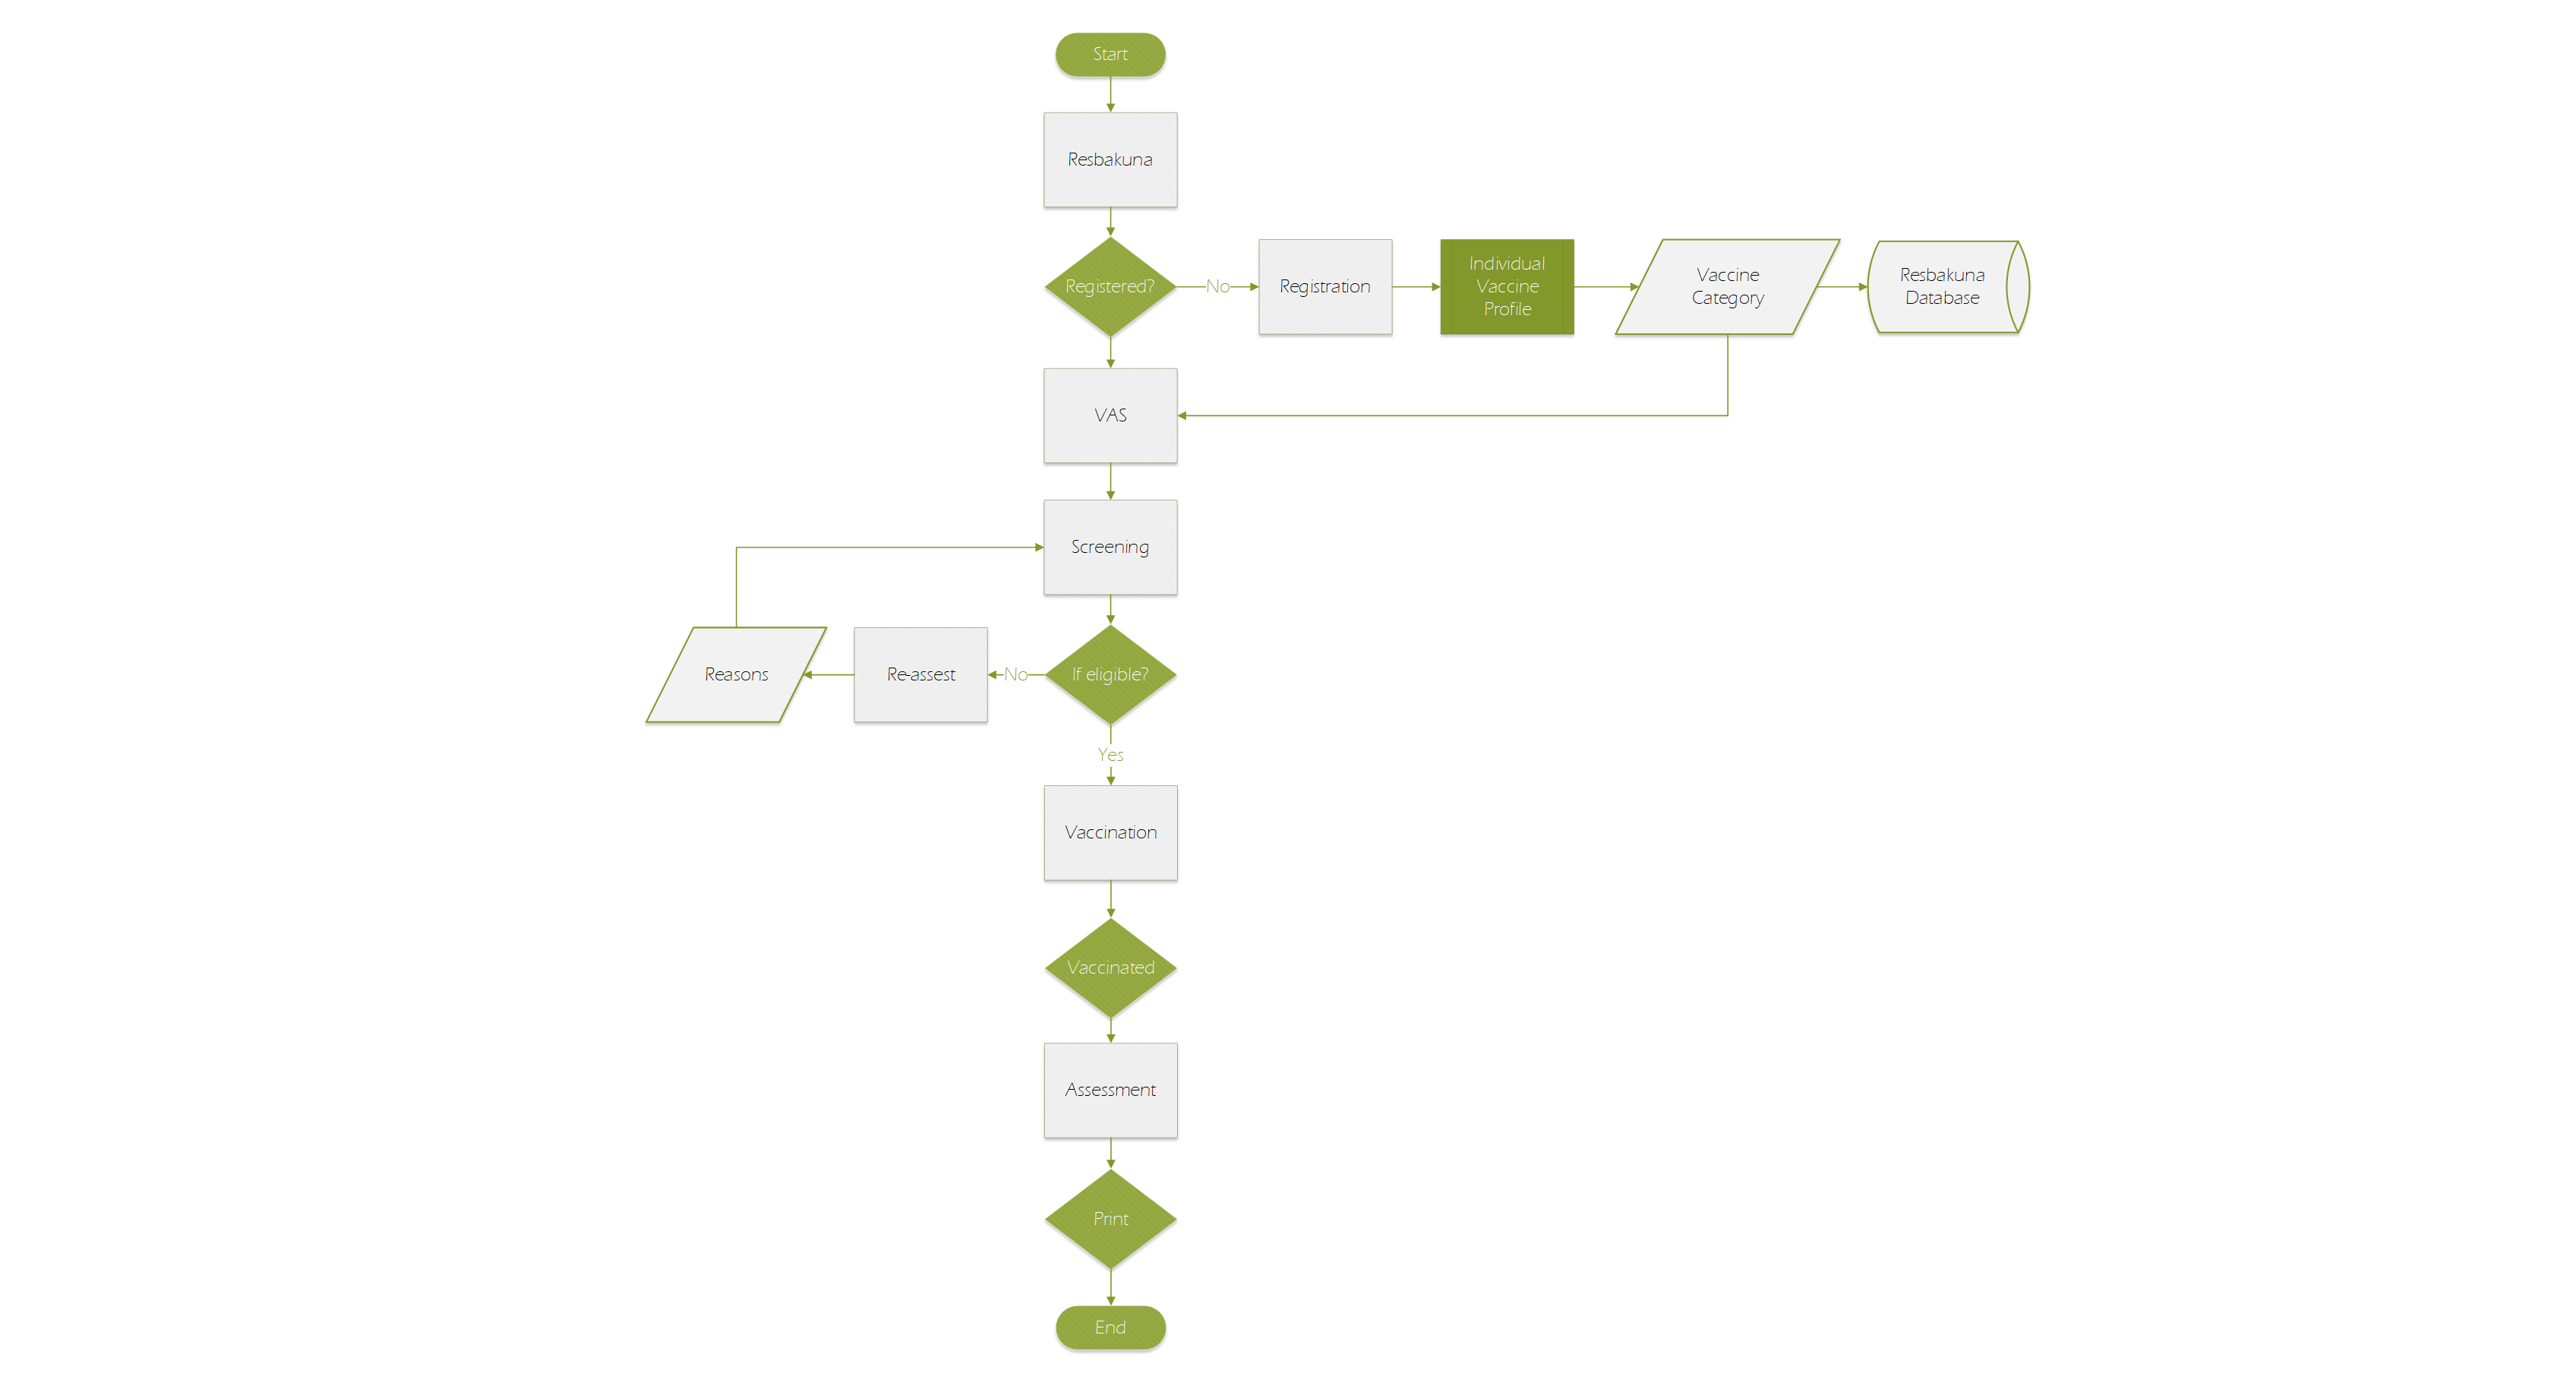 Start
Resbakuna
Registered?
No
Registration
Individual
Vaccine
Profile
Vaccine
Category
Resbakuna
Database
VAS
Screening
If eligible?
No
Re-assest
Reasons
Yes
Vaccination
Vaccinated
Assessment
Print
End